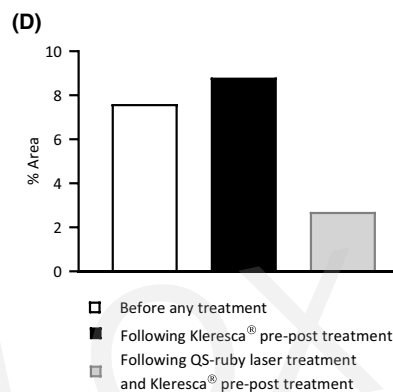 (D)
10
8
6
4
2
0
% Area
Before any treatment
Following Kleresca® pre-post treatment
Following QS-ruby laser treatment
and Kleresca® pre-post treatment